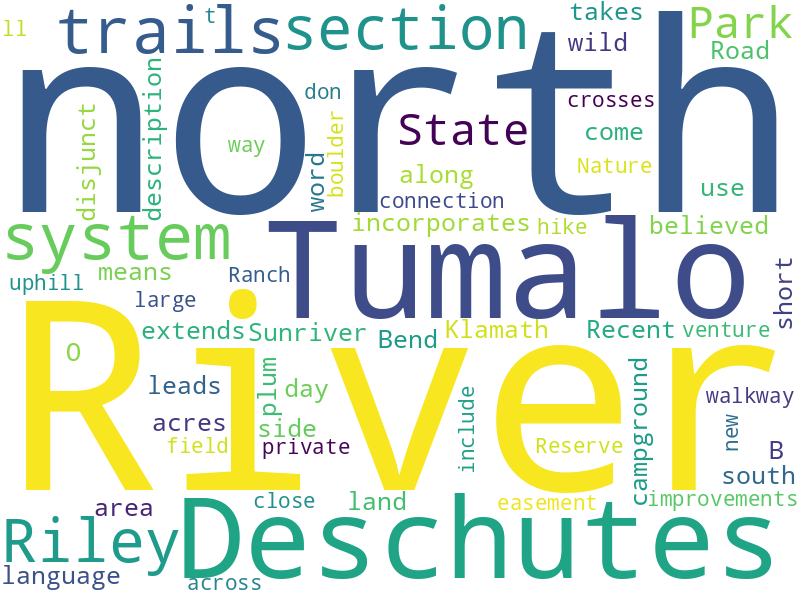 ll
trails
t
section
takes
Park
wild
Road
north
disjunct
description
don
way
word
boulder
State
crosses
come
Nature
along
use
connection
system
incorporates
hike
believed
Tumalo
uphill
means
Ranch
large
short
River
extends
Sunriver
Bend
Klamath
Recent
venture
O
leads
plum
day
campground
walkway
acres
side
include
new
field
private
Reserve
B
south
Riley
Deschutes
area
close
land
easement
improvements
language
across